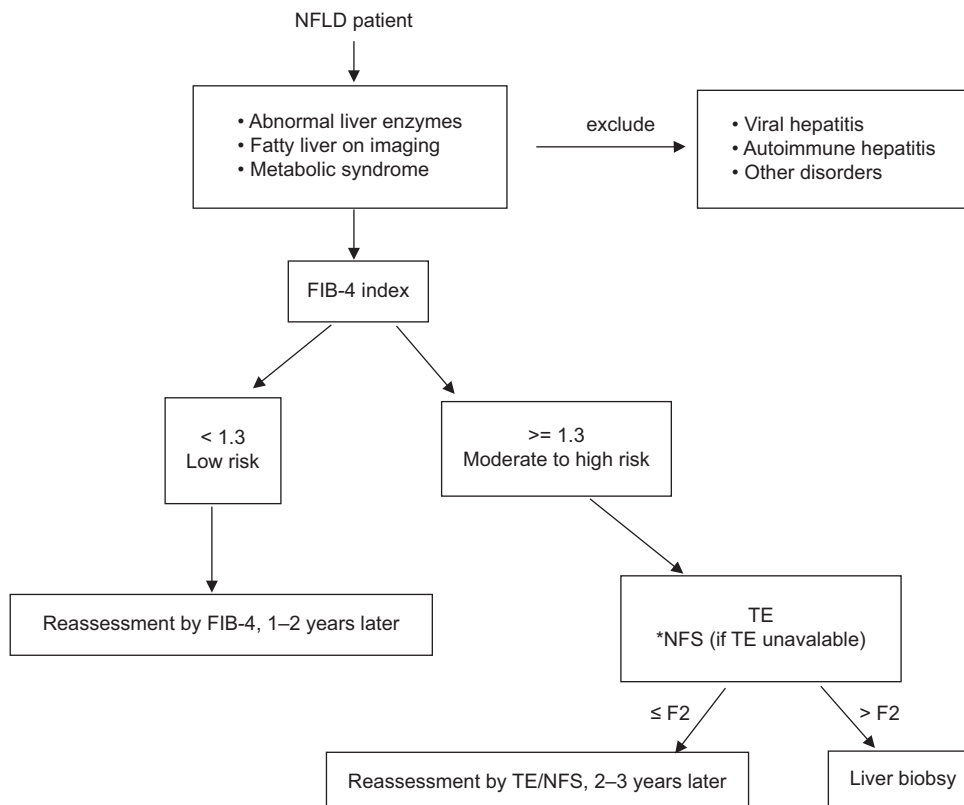 NFLD patient
• Abnormal liver enzymes
• Fatty liver on imaging
• Metabolic syndrome
exclude
• Viral hepatitis
• Autoimmune hepatitis
• Other disorders
FIB-4 index
< 1.3
Low risk
>= 1.3
Moderate to high risk
Reassessment by FIB-4, 1–2 years later
TE
*NFS (if TE unavalable)
≤ F2
> F2
Reassessment by TE/NFS, 2–3 years later
Liver biobsy